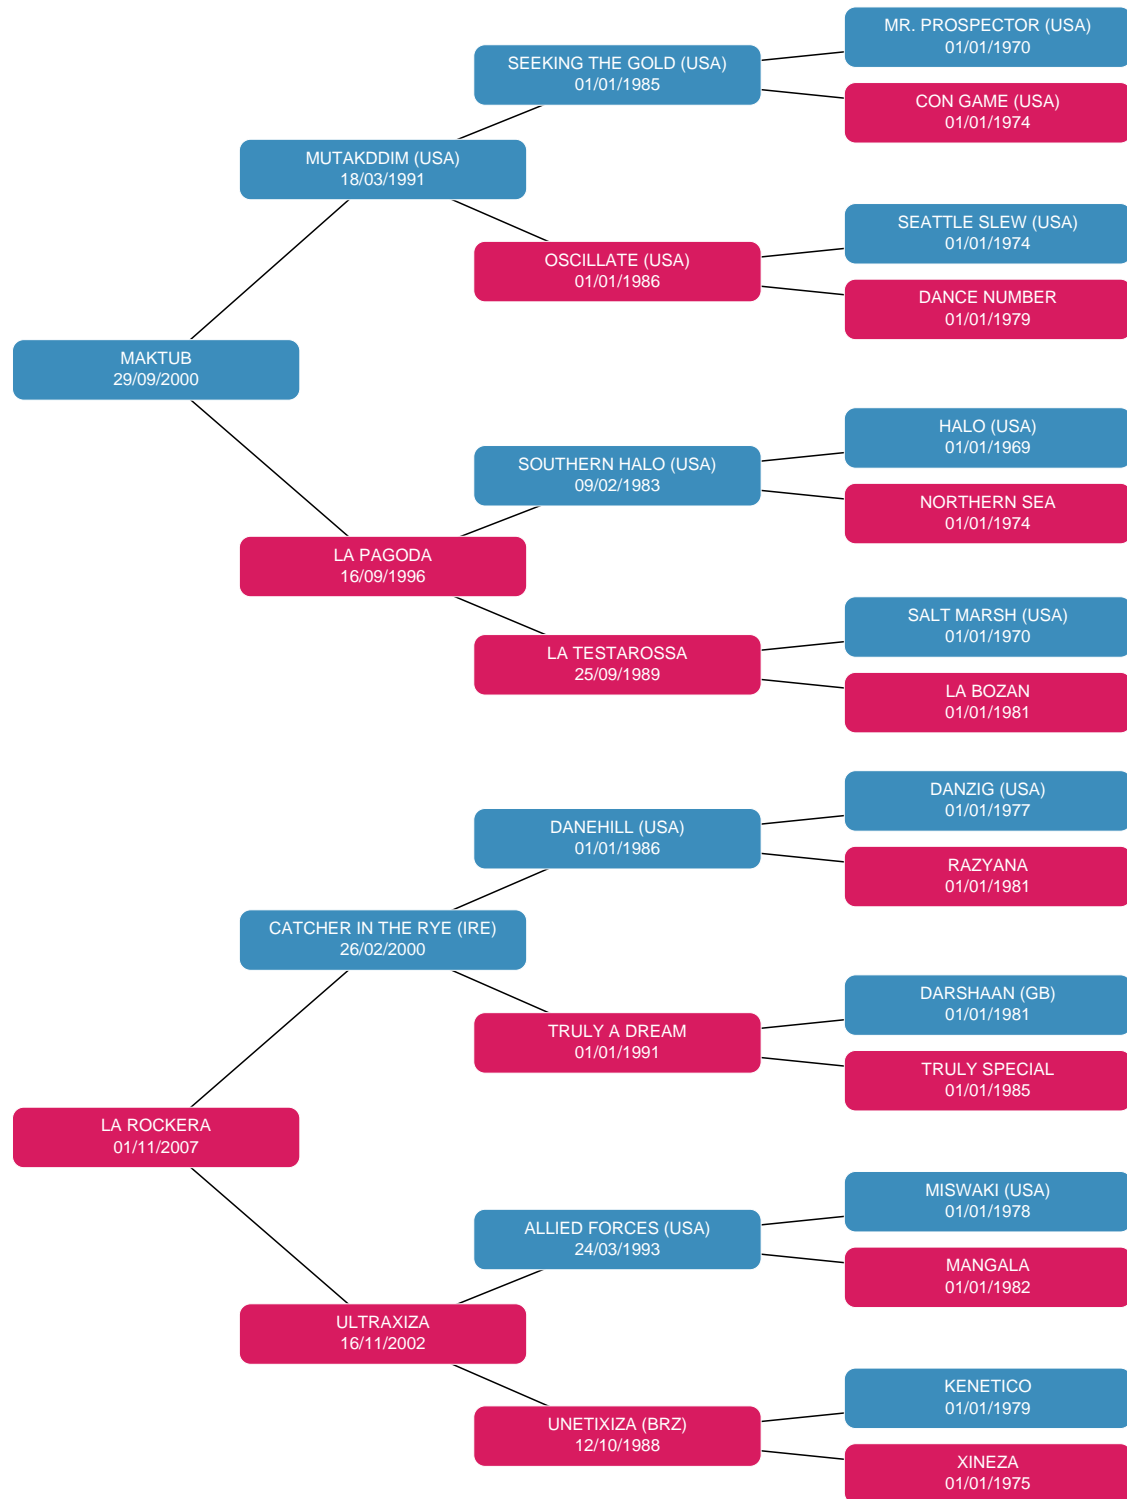 MR. PROSPECTOR (USA)
01/01/1970
SEEKING THE GOLD (USA)
01/01/1985
CON GAME (USA)
01/01/1974
MUTAKDDIM (USA)
18/03/1991
SEATTLE SLEW (USA)
01/01/1974
OSCILLATE (USA)
01/01/1986
DANCE NUMBER
01/01/1979
MAKTUB
29/09/2000
HALO (USA)
01/01/1969
SOUTHERN HALO (USA)
09/02/1983
NORTHERN SEA
01/01/1974
LA PAGODA
16/09/1996
SALT MARSH (USA)
01/01/1970
LA TESTAROSSA
25/09/1989
LA BOZAN
01/01/1981
DANZIG (USA)
01/01/1977
DANEHILL (USA)
01/01/1986
RAZYANA
01/01/1981
CATCHER IN THE RYE (IRE)
26/02/2000
DARSHAAN (GB)
01/01/1981
TRULY A DREAM
01/01/1991
TRULY SPECIAL
01/01/1985
LA ROCKERA
01/11/2007
MISWAKI (USA)
01/01/1978
ALLIED FORCES (USA)
24/03/1993
MANGALA
01/01/1982
ULTRAXIZA
16/11/2002
KENETICO
01/01/1979
UNETIXIZA (BRZ)
12/10/1988
XINEZA
01/01/1975